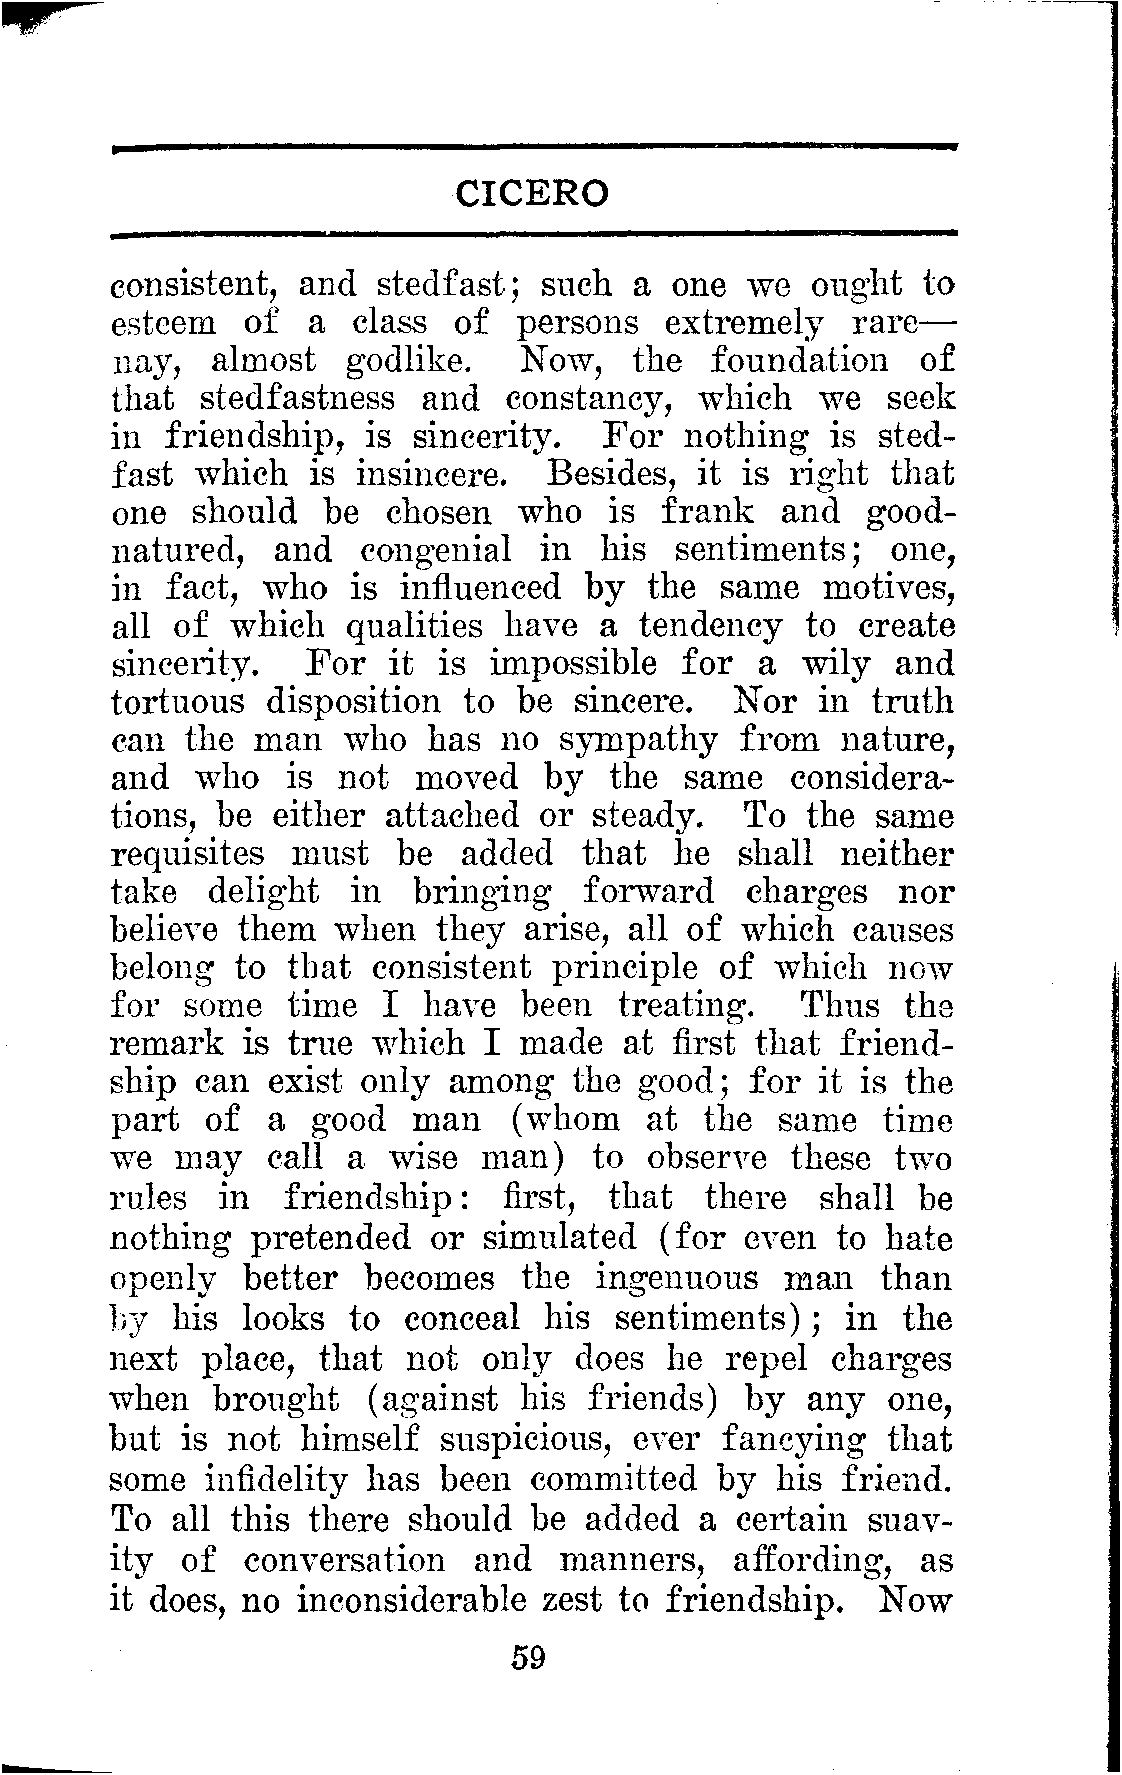 CICERO
consistent, and stedfast; such a one we ought to
esteem of a class of persons extremely rare—
nay, almost godlike. Now, the foundation of
that stedfastness and constancy, which we seek
in friendship, is sincerity. For nothing is sted-
fast which is insincere. Besides, it is right that
one should be chosen who is frank and good-
natured, and congenial in his sentiments; one,
in fact, who is influenced by the same motives,
all of which qualities have a tendency to create
sincerity. For it is impossible for a wily and
tortuous disposition to be sincere. Nor in truth
can the man who has no sympathy from nature,
and who is not moved by the same considera-
tions, be either attached or steady. To the same
requisites must be added that he shall neither
take delight in bringing forward charges nor
believe them when they arise, all of which causes
belong to that consistent principle of which now
for some time I have been treating. Thus the
remark is true which I made at first that friend-
ship can exist only among the good; for it is the
part of a good man (whom at the same time
we may call a wise man) to observe these two
rules in friendship: first, that there shall be
nothing pretended or simulated (for even to hate
openly better becomes the ingenuous man than
by his looks to conceal his sentiments); in the
next place, that not only does he repel charges
when brought (against his friends) by any one,
but is not himself suspicious, ever fancying that
some infidelity has been committed by his friend.
To all this there should be added a certain suav-
ity of conversation and manners, affording, as
it does, no inconsiderable zest to friendship. Now
59